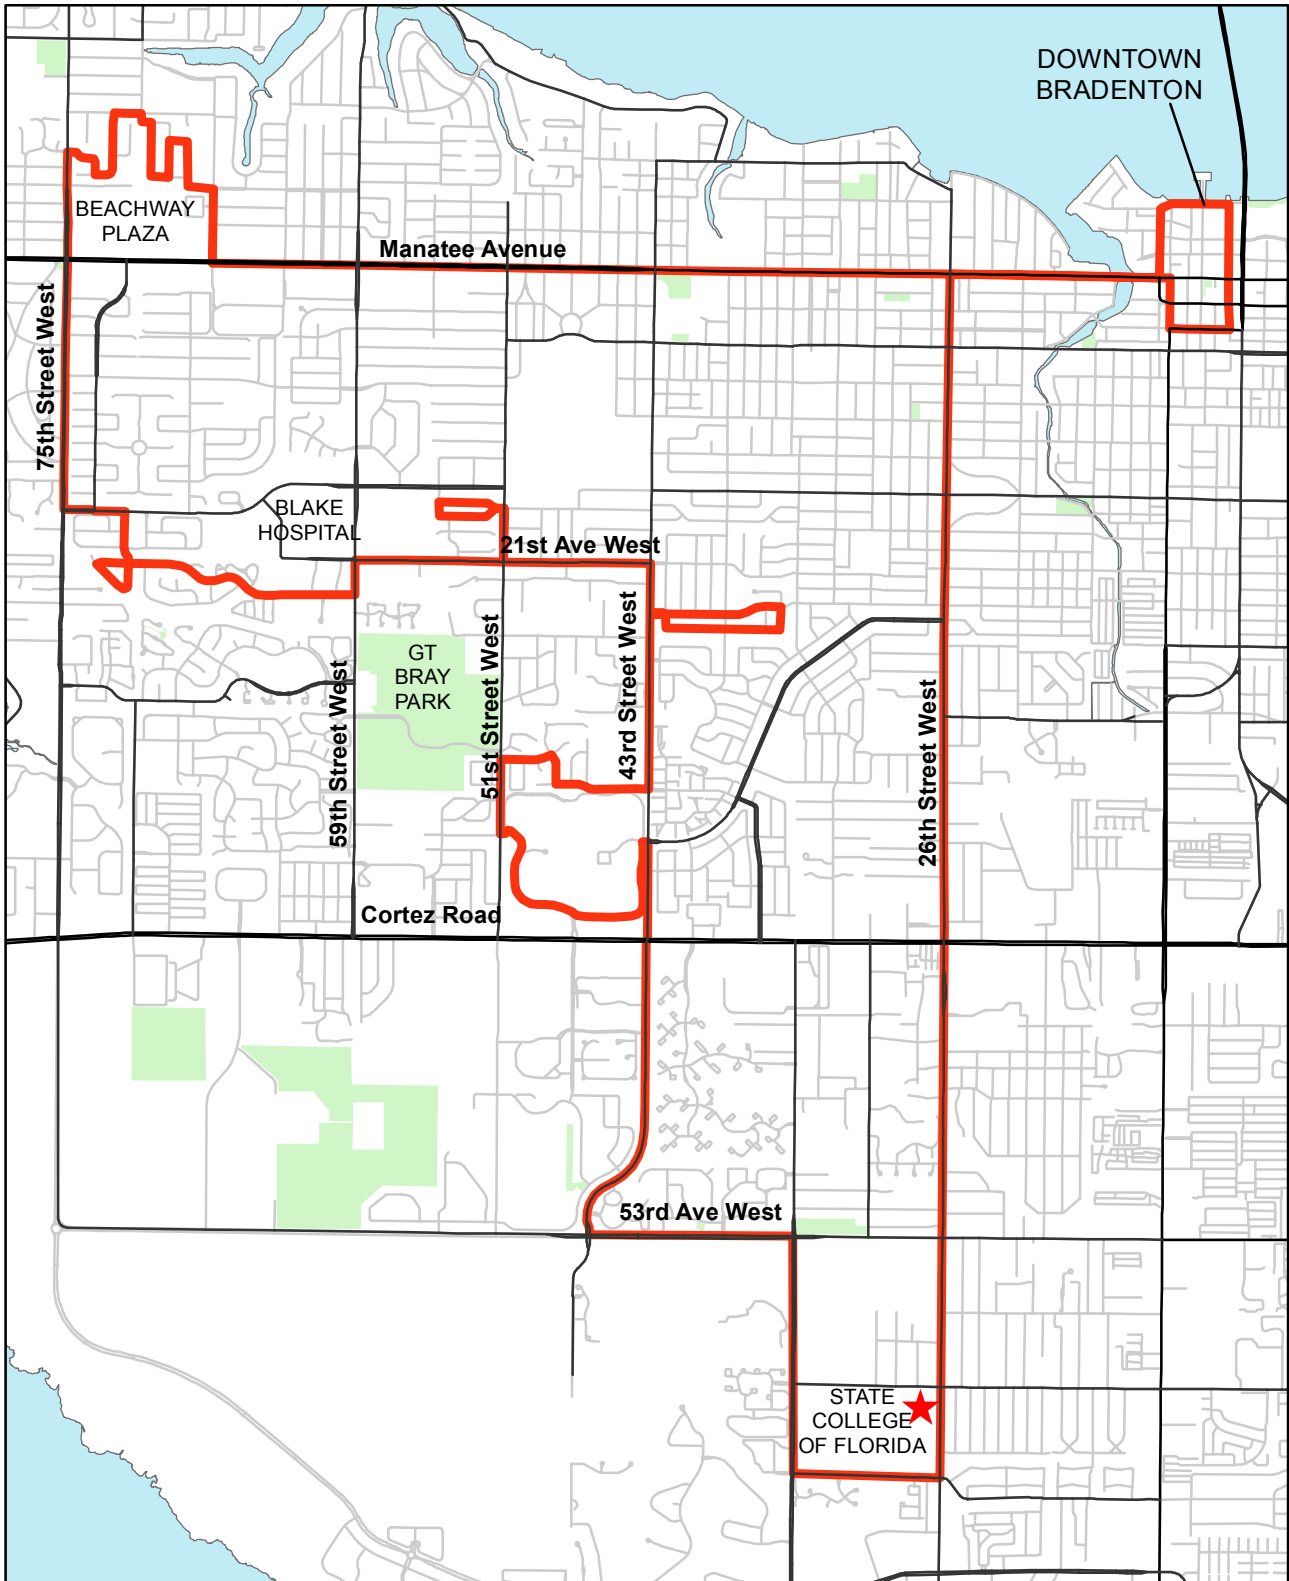 DOWNTOWN
BRADENTON
BEACHWAY
PLAZA
Manatee Avenue
75th Street West
BLAKE
HOSPITAL
21st Ave West
GT
BRAY
PARK
59th Street West
51st Street West
43rd Street West
26th Street West
Cortez Road
53rd Ave West
STATE
COLLEGE
OF FLORIDA